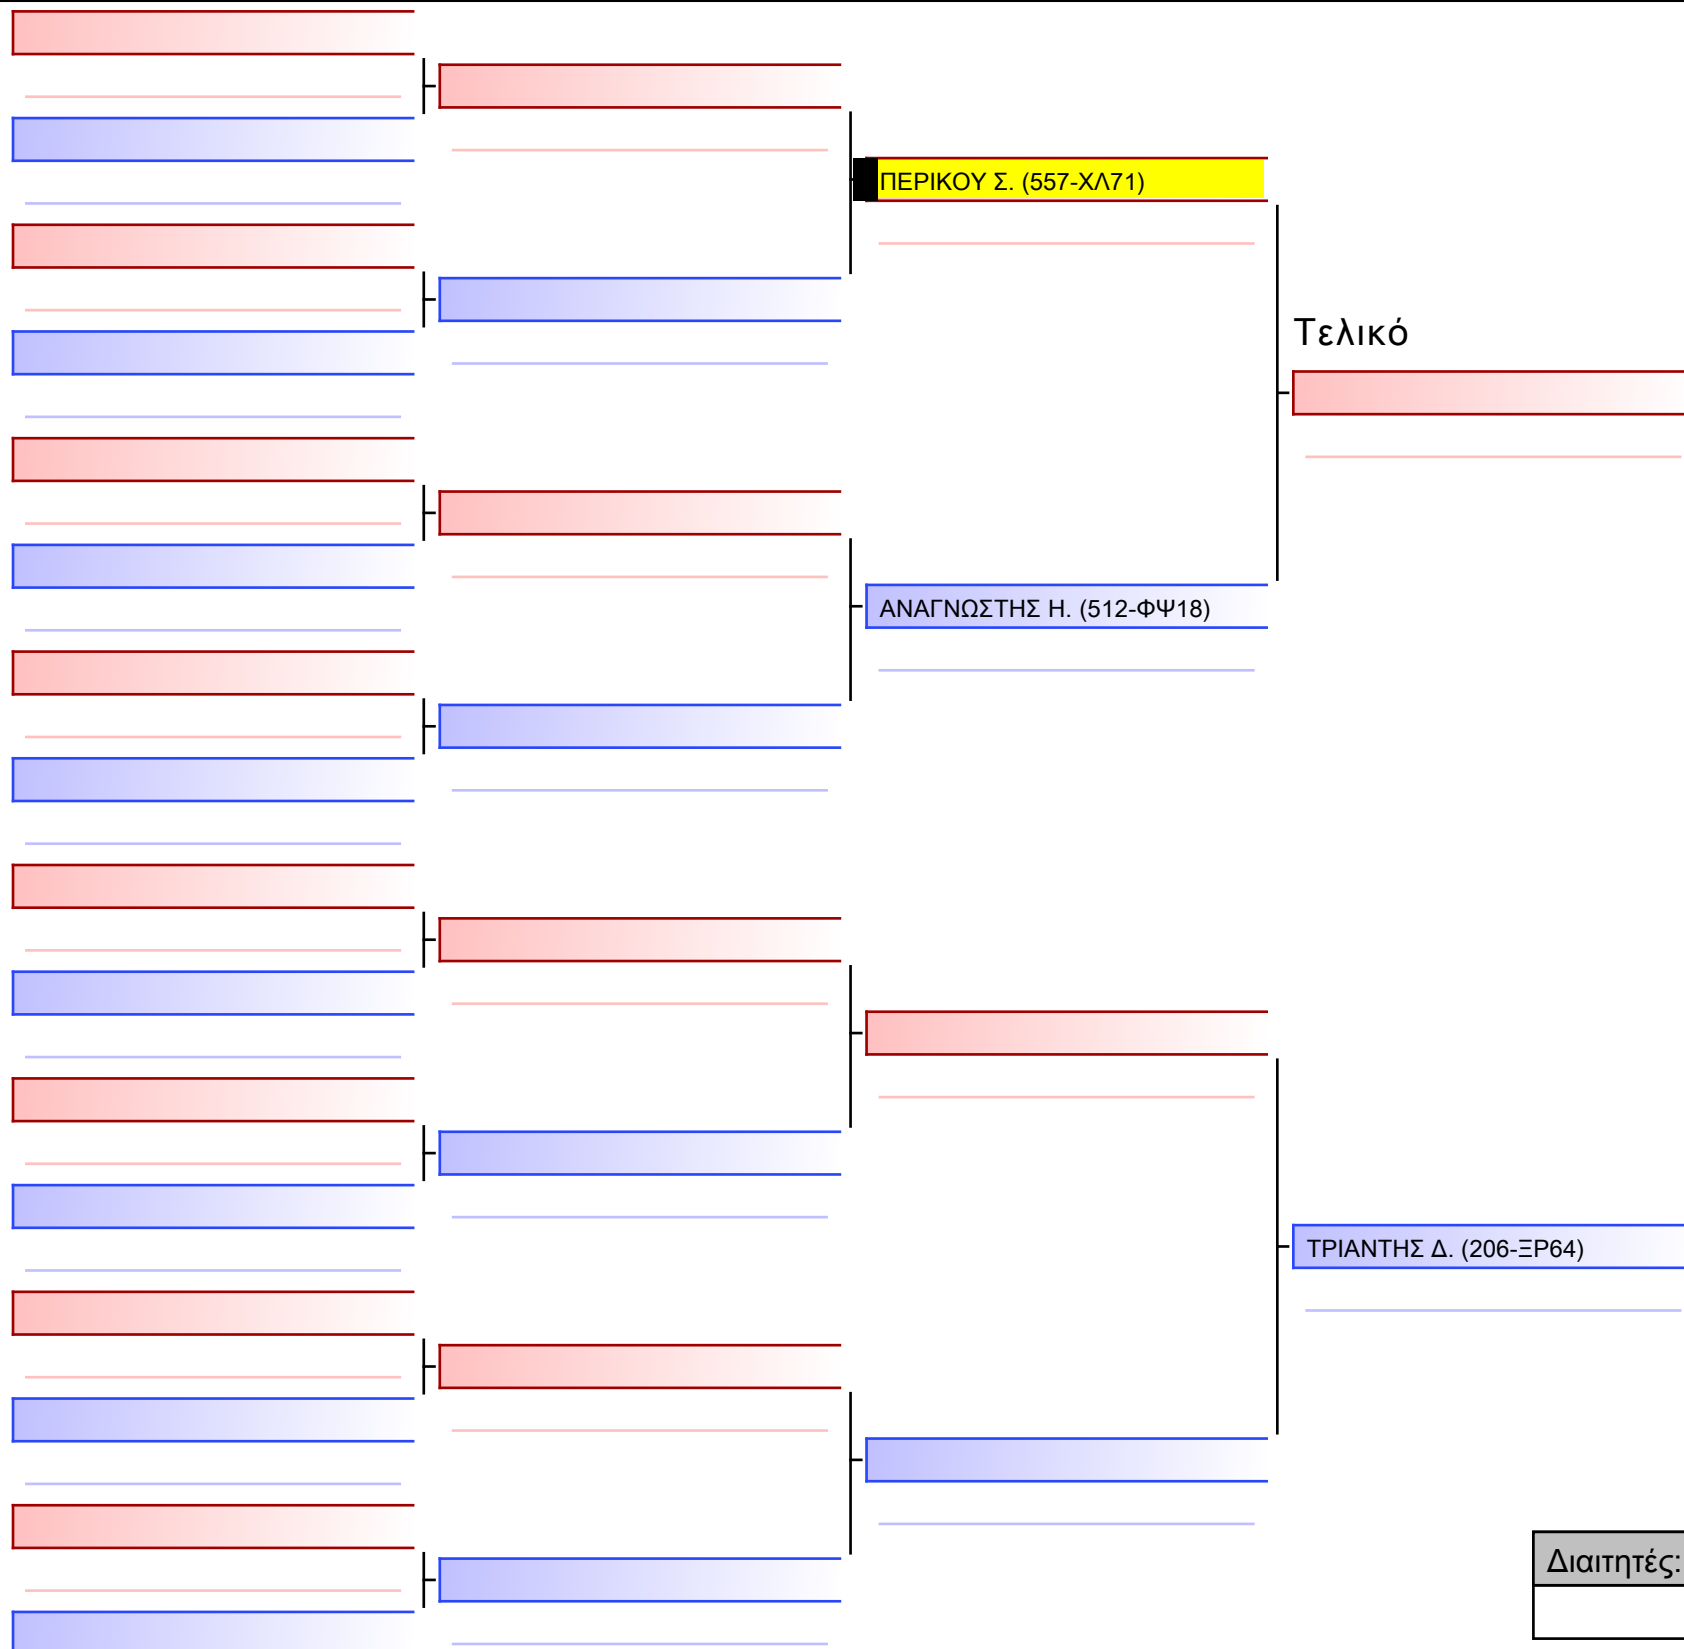 ΠΕΡΙΚΟΥ Σ. (557-ΧΛ71)
Τελικό
ΑΝΑΓΝΩΣΤΗΣ Η. (512-ΦΨ18)
ΤΡΙΑΝΤΗΣ Δ. (206-ΞΡ64)
Διαιτητές: